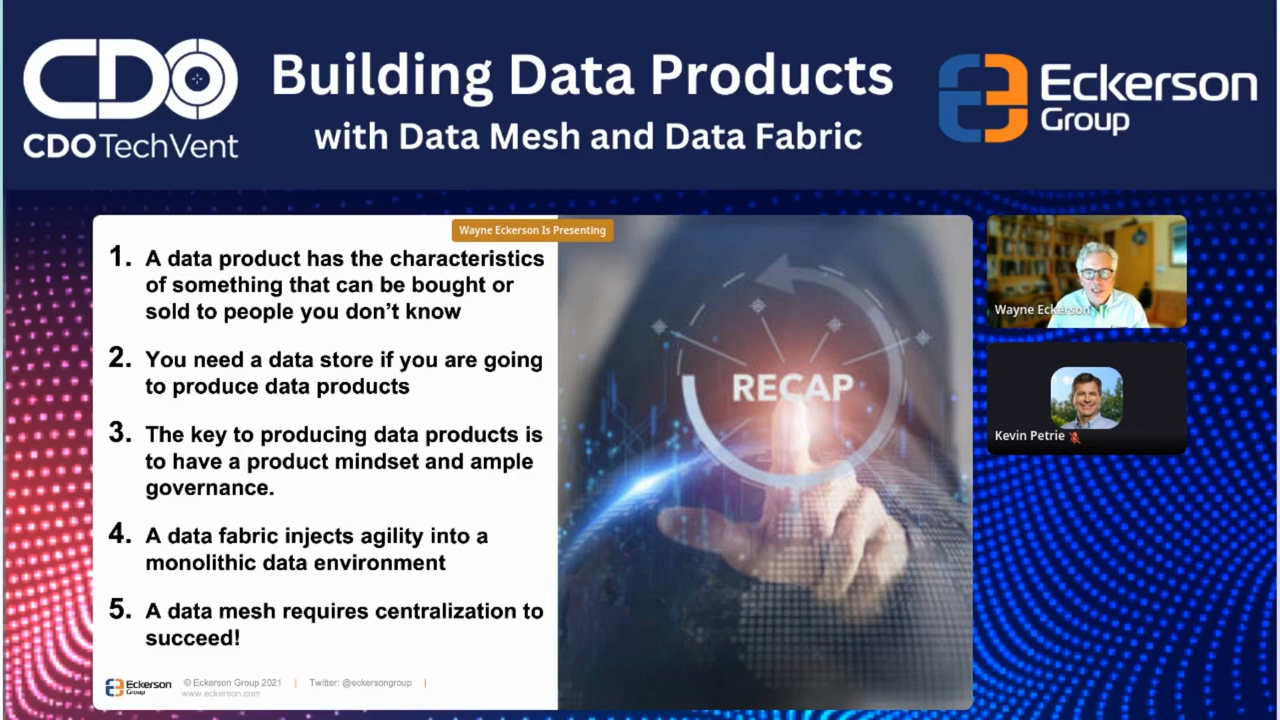 CDO
CDO TechVent
Building Data Products
with Data Mesh and Data Fabric
Eckerson
Group
Wayne Eckerson Is Presenting
1. A data product has the characteristics
of something that can be bought or
sold to people you don’t know
2. You need a data store if you are going
to produce data products
3. The key to producing data products is
to have a product mindset and ample
governance.
4. A data fabric injects agility into a
monolithic data environment
5. A data mesh requires centralization to
succeed!
RECAP
Wayne Eckerson
Kevin Petrie
Eckerson
Group
© Eckerson Group 2021 | Twitter: @eckersongroup |
www.eckerson.com